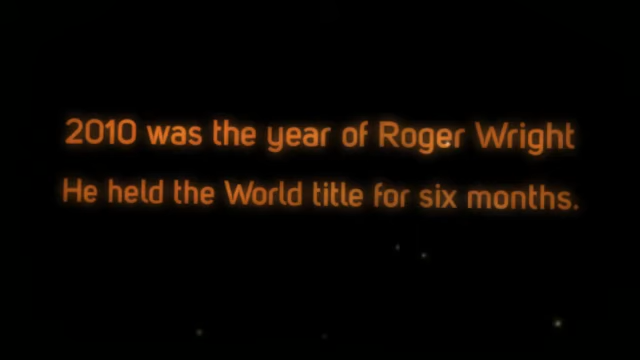 2010 was the year of Roger Wright
He held the World title for six months.